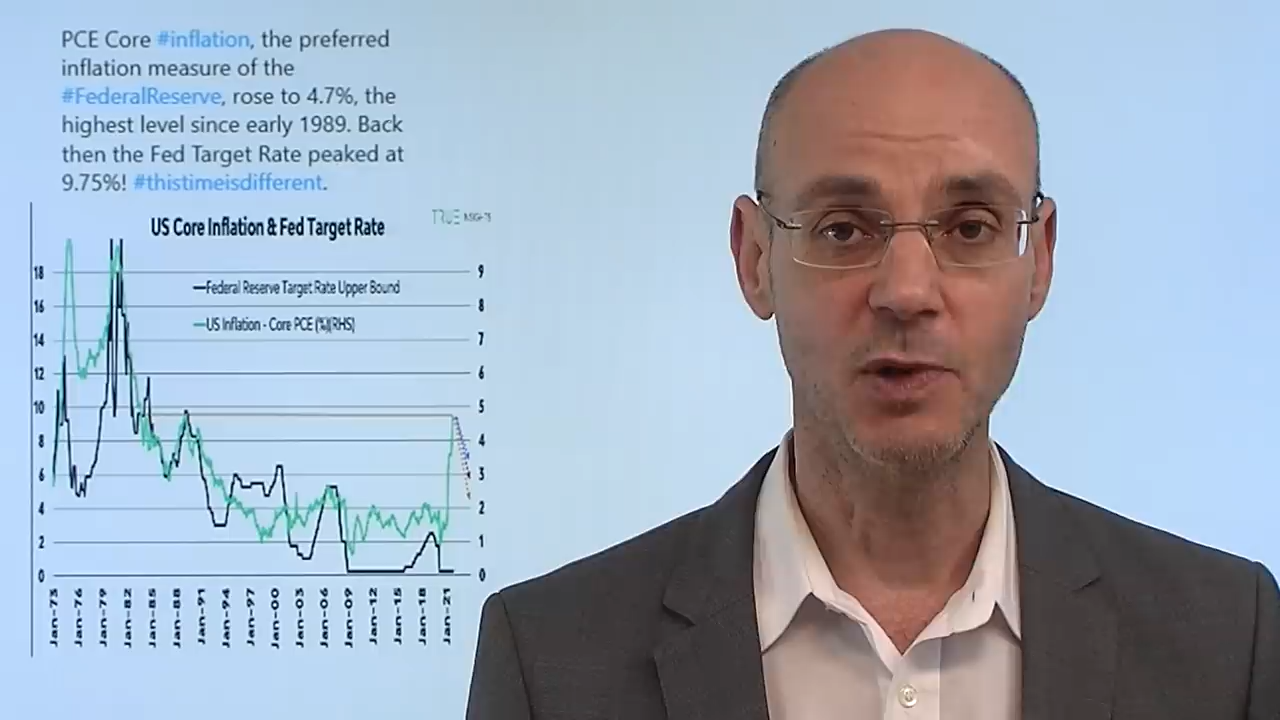 PCE Core #inflation, the preferred
inflation measure of the
#FederalReserve, rose to 4.7%, the
highest level since early 1989. Back
then the Fed Target Rate peaked at
9.75%! #thistimeisdifferent.
TRUE INSIGHTS
US Core Inflation & Fed Target Rate
18 9
Federal Reserve Target Rate Upper Bound
16 8
US Inflation - Core PCE (%)(RHS)
14 7
12 6
10 5
8 4
6 3
4 2
2 1
0 0
Jan-73 Jan-76 Jan-79 Jan-82 Jan-85 Jan-88 Jan-91 Jan-94 Jan-97 Jan-00 Jan-03 Jan-06 Jan-09 Jan-12 Jan-15 Jan-18 Jan-21